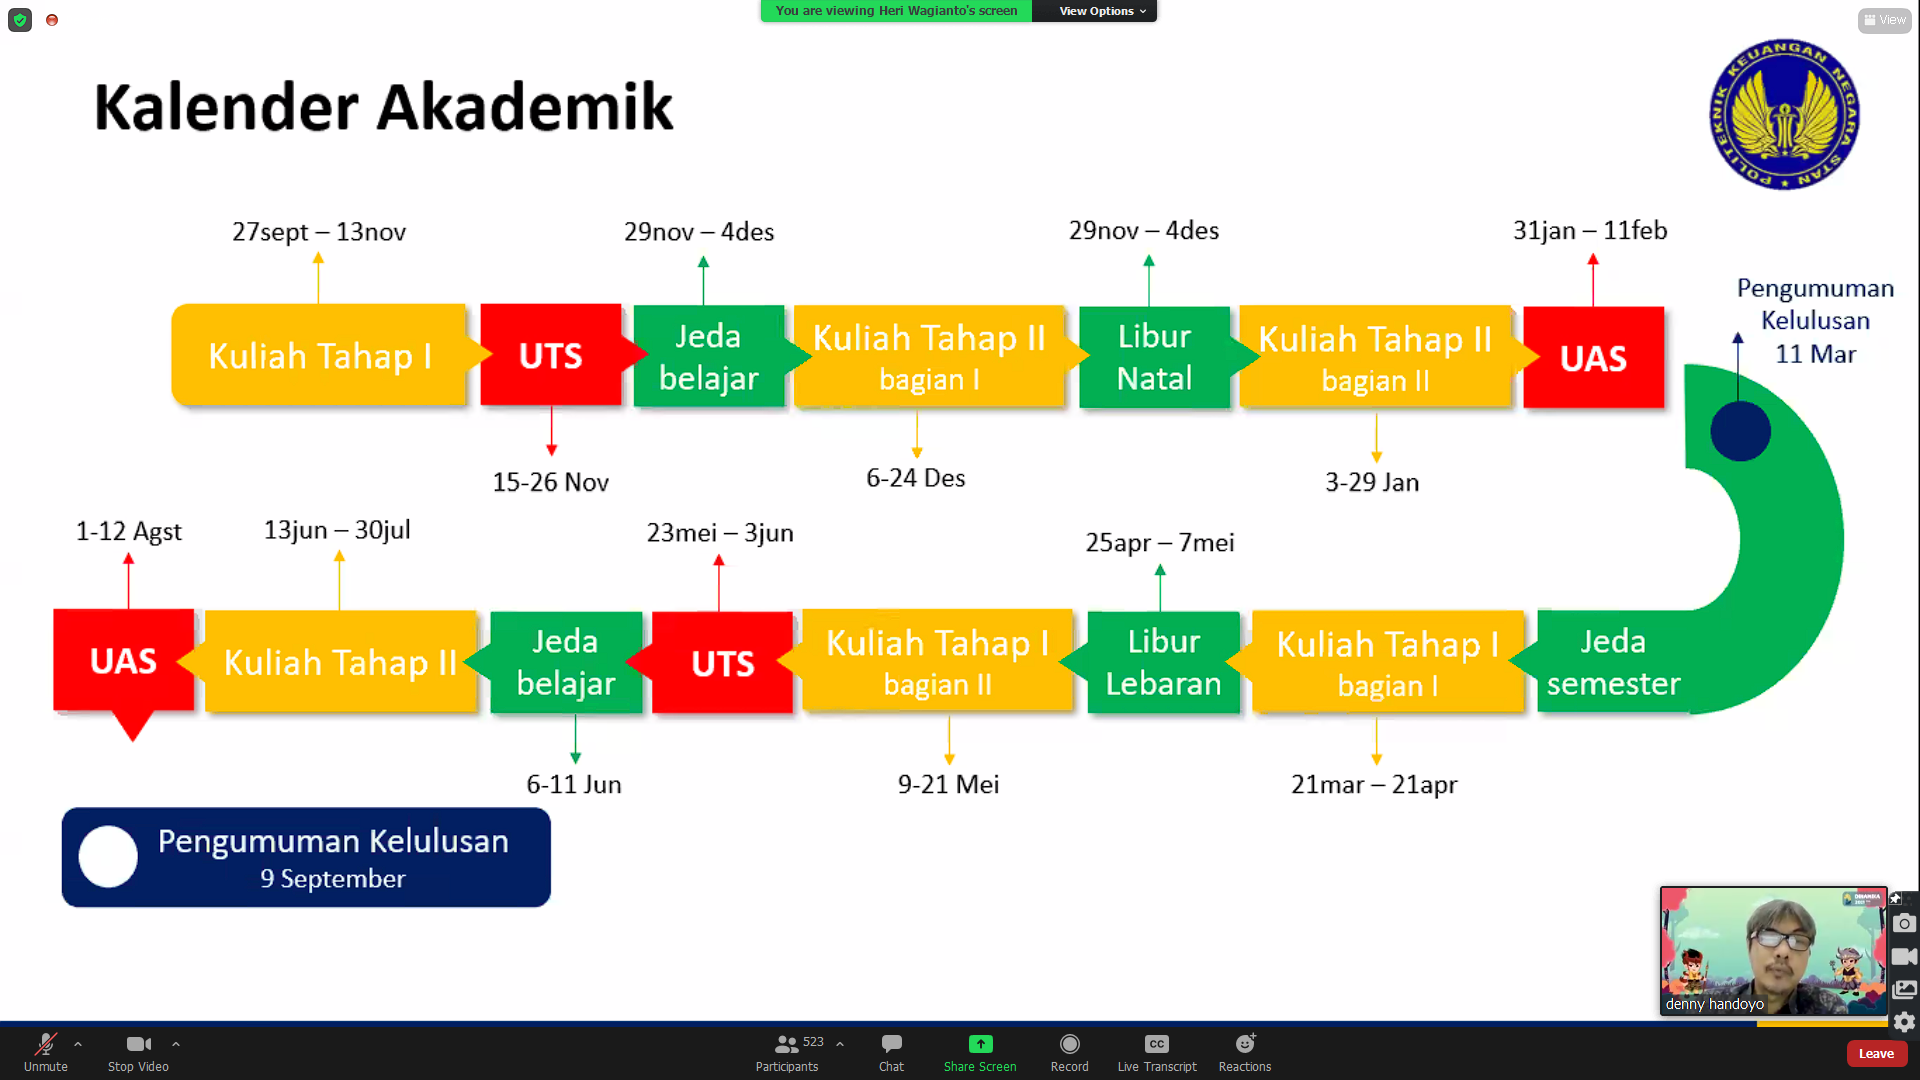 You are viewing Heri Wagianto's screen
View Options
View
Kalender Akademik
POLITEKNIK KEUANGAN NEGARA STAN
27sept – 13nov
29nov – 4des
29nov – 4des
31jan – 11feb
Pengumuman
Kelulusan
11 Mar
Kuliah Tahap I
UTS
Jeda
belajar
Kuliah Tahap II
bagian I
Libur
Natal
Kuliah Tahap II
bagian II
UAS
15-26 Nov
6-24 Des
3-29 Jan
1-12 Agst
13jun – 30jul
23mei – 3jun
25apr – 7mei
UAS
Kuliah Tahap II
Jeda
belajar
UTS
Kuliah Tahap I
bagian II
Libur
Lebaran
Kuliah Tahap I
bagian I
Jeda
semester
6-11 Jun
9-21 Mei
21mar – 21apr
Pengumuman Kelulusan
9 September
denny handoyo
Unmute
Stop Video
523
Participants
Chat
Share Screen
Record
CC
Live Transcript
Reactions
Leave